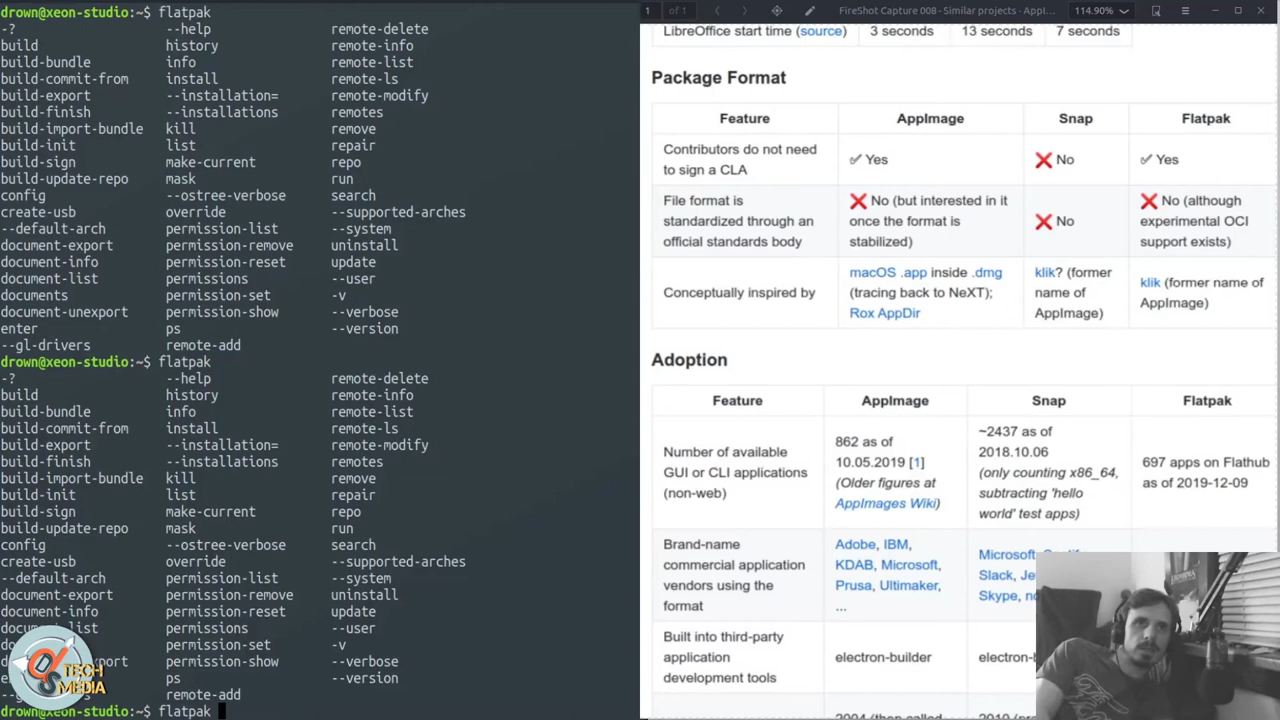 drown@xeon-studio:~$ flatpak
-? --help remote-delete
build history remote-info
build-bundle info remote-list
build-commit-from install remote-ls
build-export --installation= remote-modify
build-finish --installations remotes
build-import-bundle kill remove
build-init list repair
build-sign make-current repo
build-update-repo mask run
config --ostree-verbose search
create-usb override --supported-arches
--default-arch permission-list --system
document-export permission-remove uninstall
document-info permission-reset update
document-list permissions --user
documents permission-set -v
document-unexport permission-show --verbose
enter ps --version
--gl-drivers remote-add
drown@xeon-studio:~$ flatpak
-? --help remote-delete
build history remote-info
build-bundle info remote-list
build-commit-from install remote-ls
build-export --installation= remote-modify
build-finish --installations remotes
build-import-bundle kill remove
build-init list repair
build-sign make-current repo
build-update-repo mask run
config --ostree-verbose search
create-usb override --supported-arches
--default-arch permission-list --system
document-export permission-remove uninstall
document-info permission-reset update
list permissions --user
permission-set -v
port permission-show --verbose
ps --version
remote-add
drown@xeon-studio:~$ flatpak
TECH
MEDIA
1 of 1 FireShot Capture 008 - Similar projects - AppI... 114.90%
LibreOffice start time (source) 3 seconds 13 seconds 7 seconds
Package Format
Feature AppImage Snap Flatpak
Contributors do not need
to sign a CLA
✅ Yes
❌ No
✅ Yes
File format is
standardized through an
official standards body
❌ No (but interested in it
once the format is
stabilized)
❌ No
❌ No (although
experimental OCI
support exists)
Conceptually inspired by
macOS .app inside .dmg
(tracing back to NeXT);
Rox AppDir
klik? (former
name of
AppImage)
klik (former name of
AppImage)
Adoption
Feature AppImage Snap Flatpak
Number of available
GUI or CLI applications
(non-web)
862 as of
10.05.2019 [1]
(Older figures at
AppImages Wiki)
~2437 as of
2018.10.06
(only counting x86_64,
subtracting 'hello
world' test apps)
697 apps on Flathub
as of 2019-12-09
Brand-name
commercial application
vendors using the
format
Adobe, IBM,
KDAB, Microsoft,
Prusa, Ultimaker,
...
Microsoft,
Slack, Je
Skype, no
Built into third-party
application
development tools
electron-builder
electron-b
2004 (then called